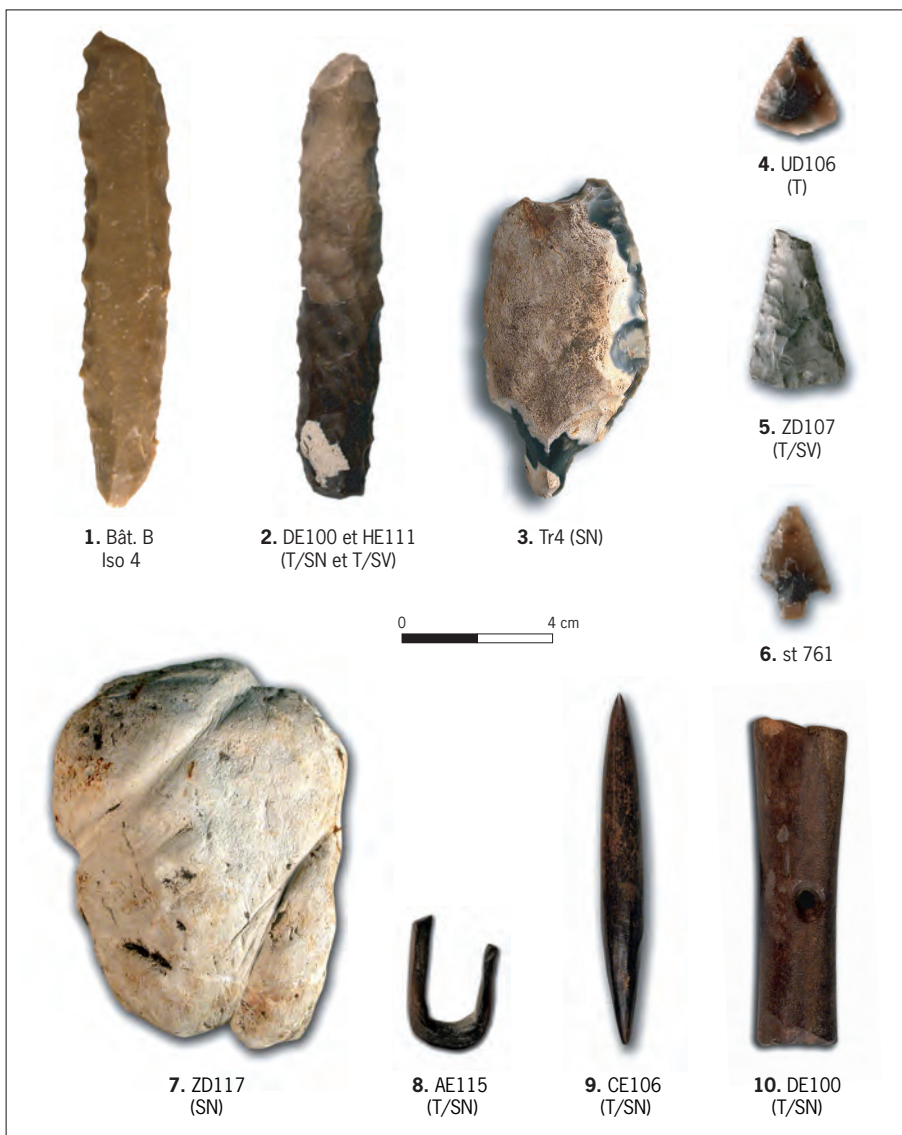 1. Bât. B
Iso 4
2. DE100 et HE111
(T/SN et T/SV)
3. Tr4 (SN)
4. UD106
(T)
5. ZD107
(T/SV)
6. st 761
0 4 cm
7. ZD117
(SN)
8. AE115
(T/SN)
9. CE106
(T/SN)
10. DE100
(T/SN)